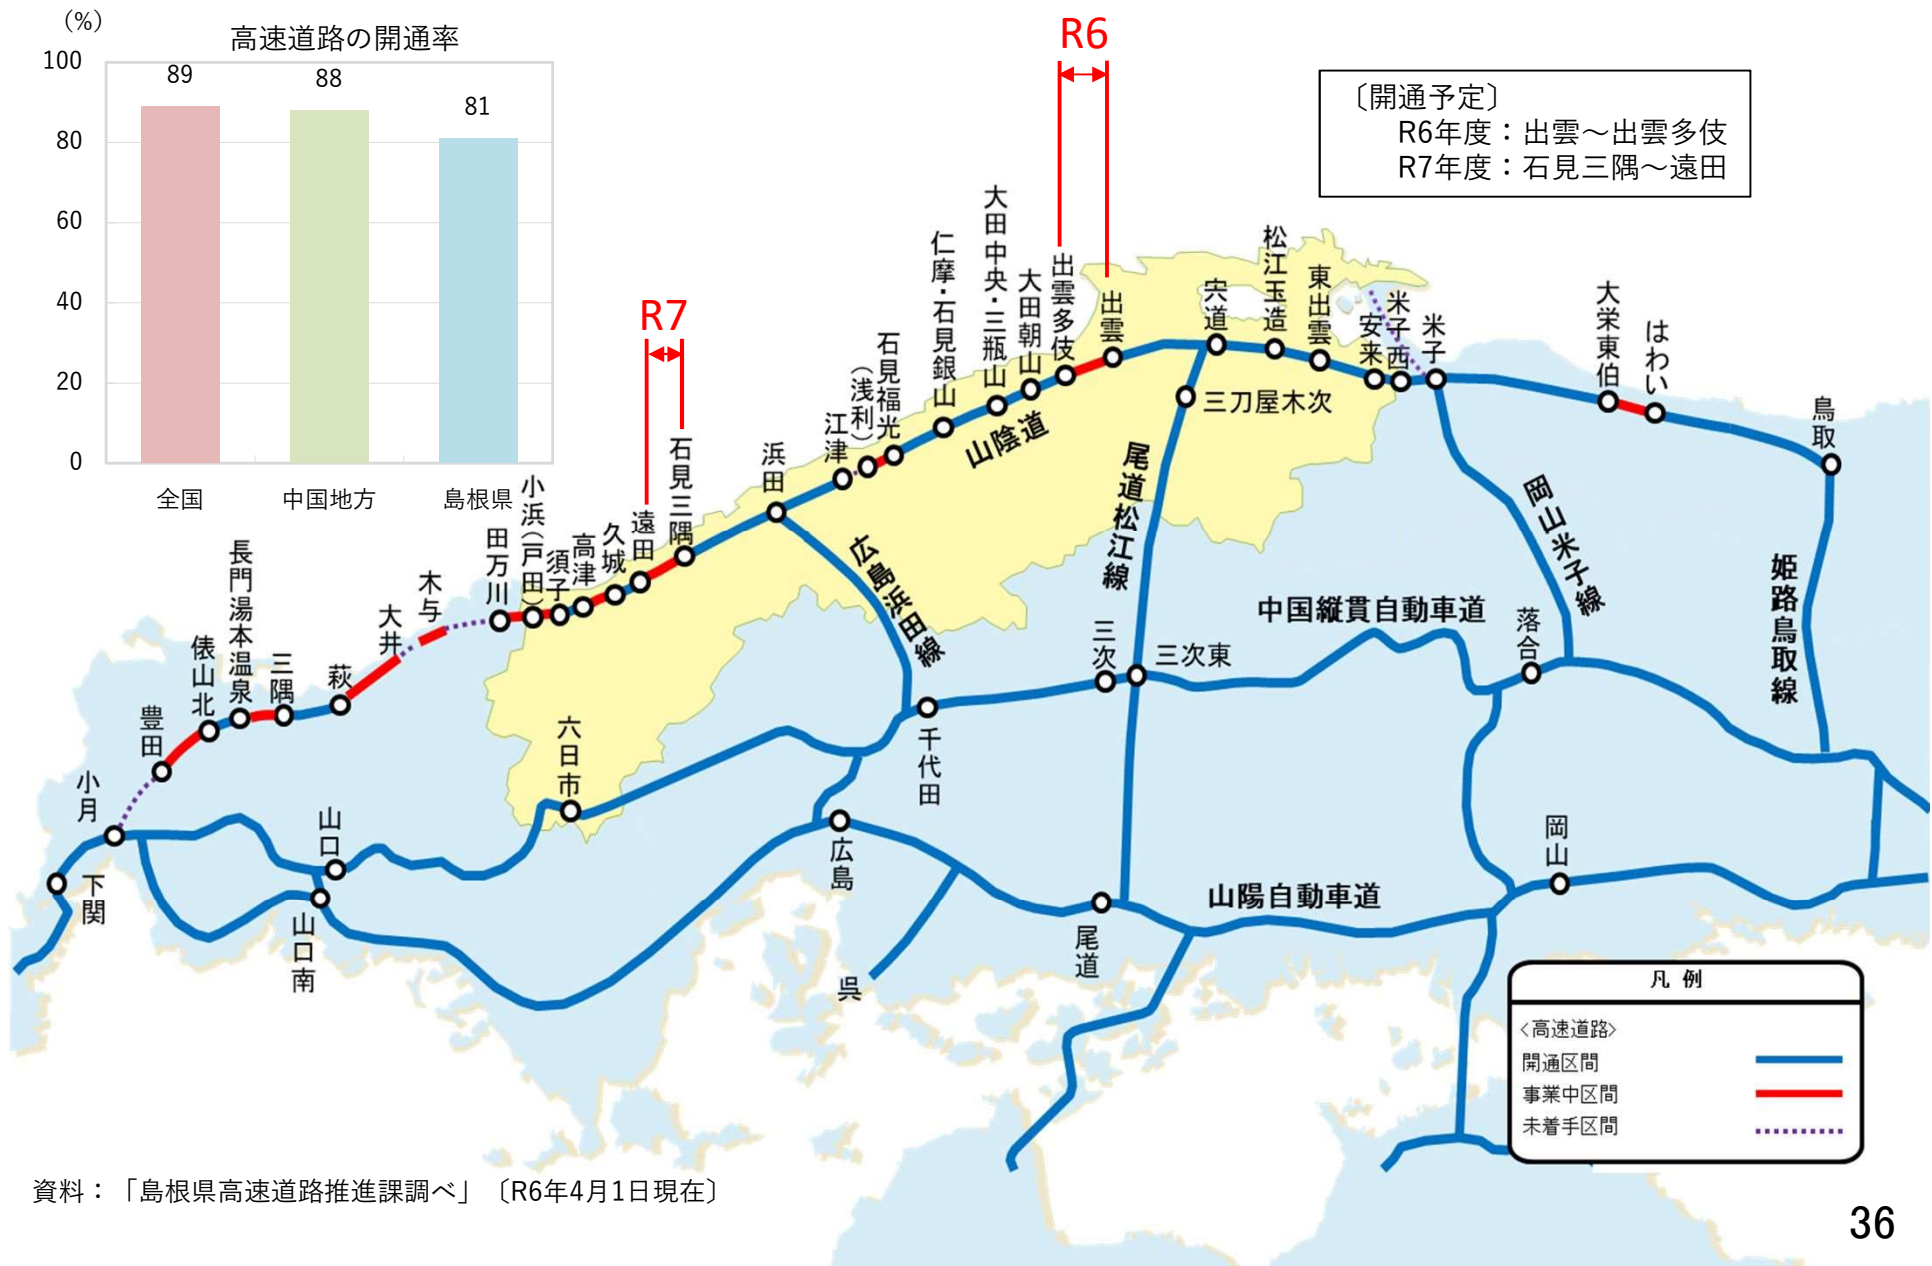 (%)
高速道路の開通率
100
80
60
40
20
0
89
88
81
全国
中国地方
島根県
R6
R7
〔開通予定〕
R6年度：出雲～出雲多伎
R7年度：石見三隅～遠田
小月
豊田
俵山北
長門湯本温泉
三隅
萩
大井
木与
田万川
小浜(戸田)
須子
高津
久城
遠田
石見三隅
浜田
江津
(浅利)
石見福光
仁摩・石見銀山
大田中央・三瓶山
大田朝山
出雲多伎
出雲
宍道
松江玉造
東出雲
安来
米子西
米子
大栄東伯
はわい
鳥取
山陰道
三刀屋木次
尾道松江線
広島浜田線
岡山米子線
姫路鳥取線
中国縦貫自動車道
落合
三次
三次東
千代田
六日市
山口
山口南
下関
広島
呉
尾道
山陽自動車道
岡山
凡 例
<高速道路>
開通区間
事業中区間
未着手区間
資料：「島根県高速道路推進課調べ」〔R6年4月1日現在〕
36